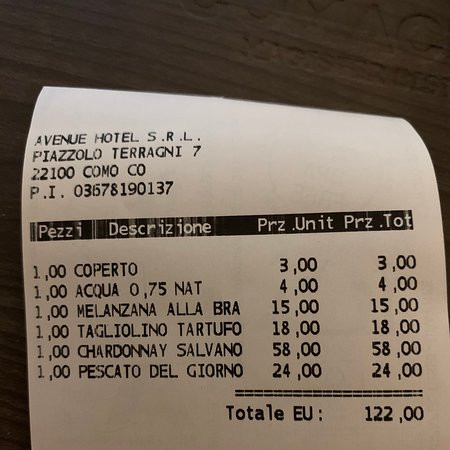 AVENUE HOTEL S.R.L.
PIAZZOLO TERRAGNI 7
22100 COMO CO
P.I. 03678190137
Pezzi Descrizione Prz.Unit Prz.Tot
1,00 COPERTO 3,00 3,00
1,00 ACQUA 0,75 NAT 4,00 4,00
1,00 MELANZANA ALLA BRA 15,00 15,00
1,00 TAGLIOLINO TARTUFO 18,00 18,00
1,00 CHARDONNAY SALVANO 58,00 58,00
1,00 PESCATO DEL GIORNO 24,00 24,00
Totale EU: 122,00